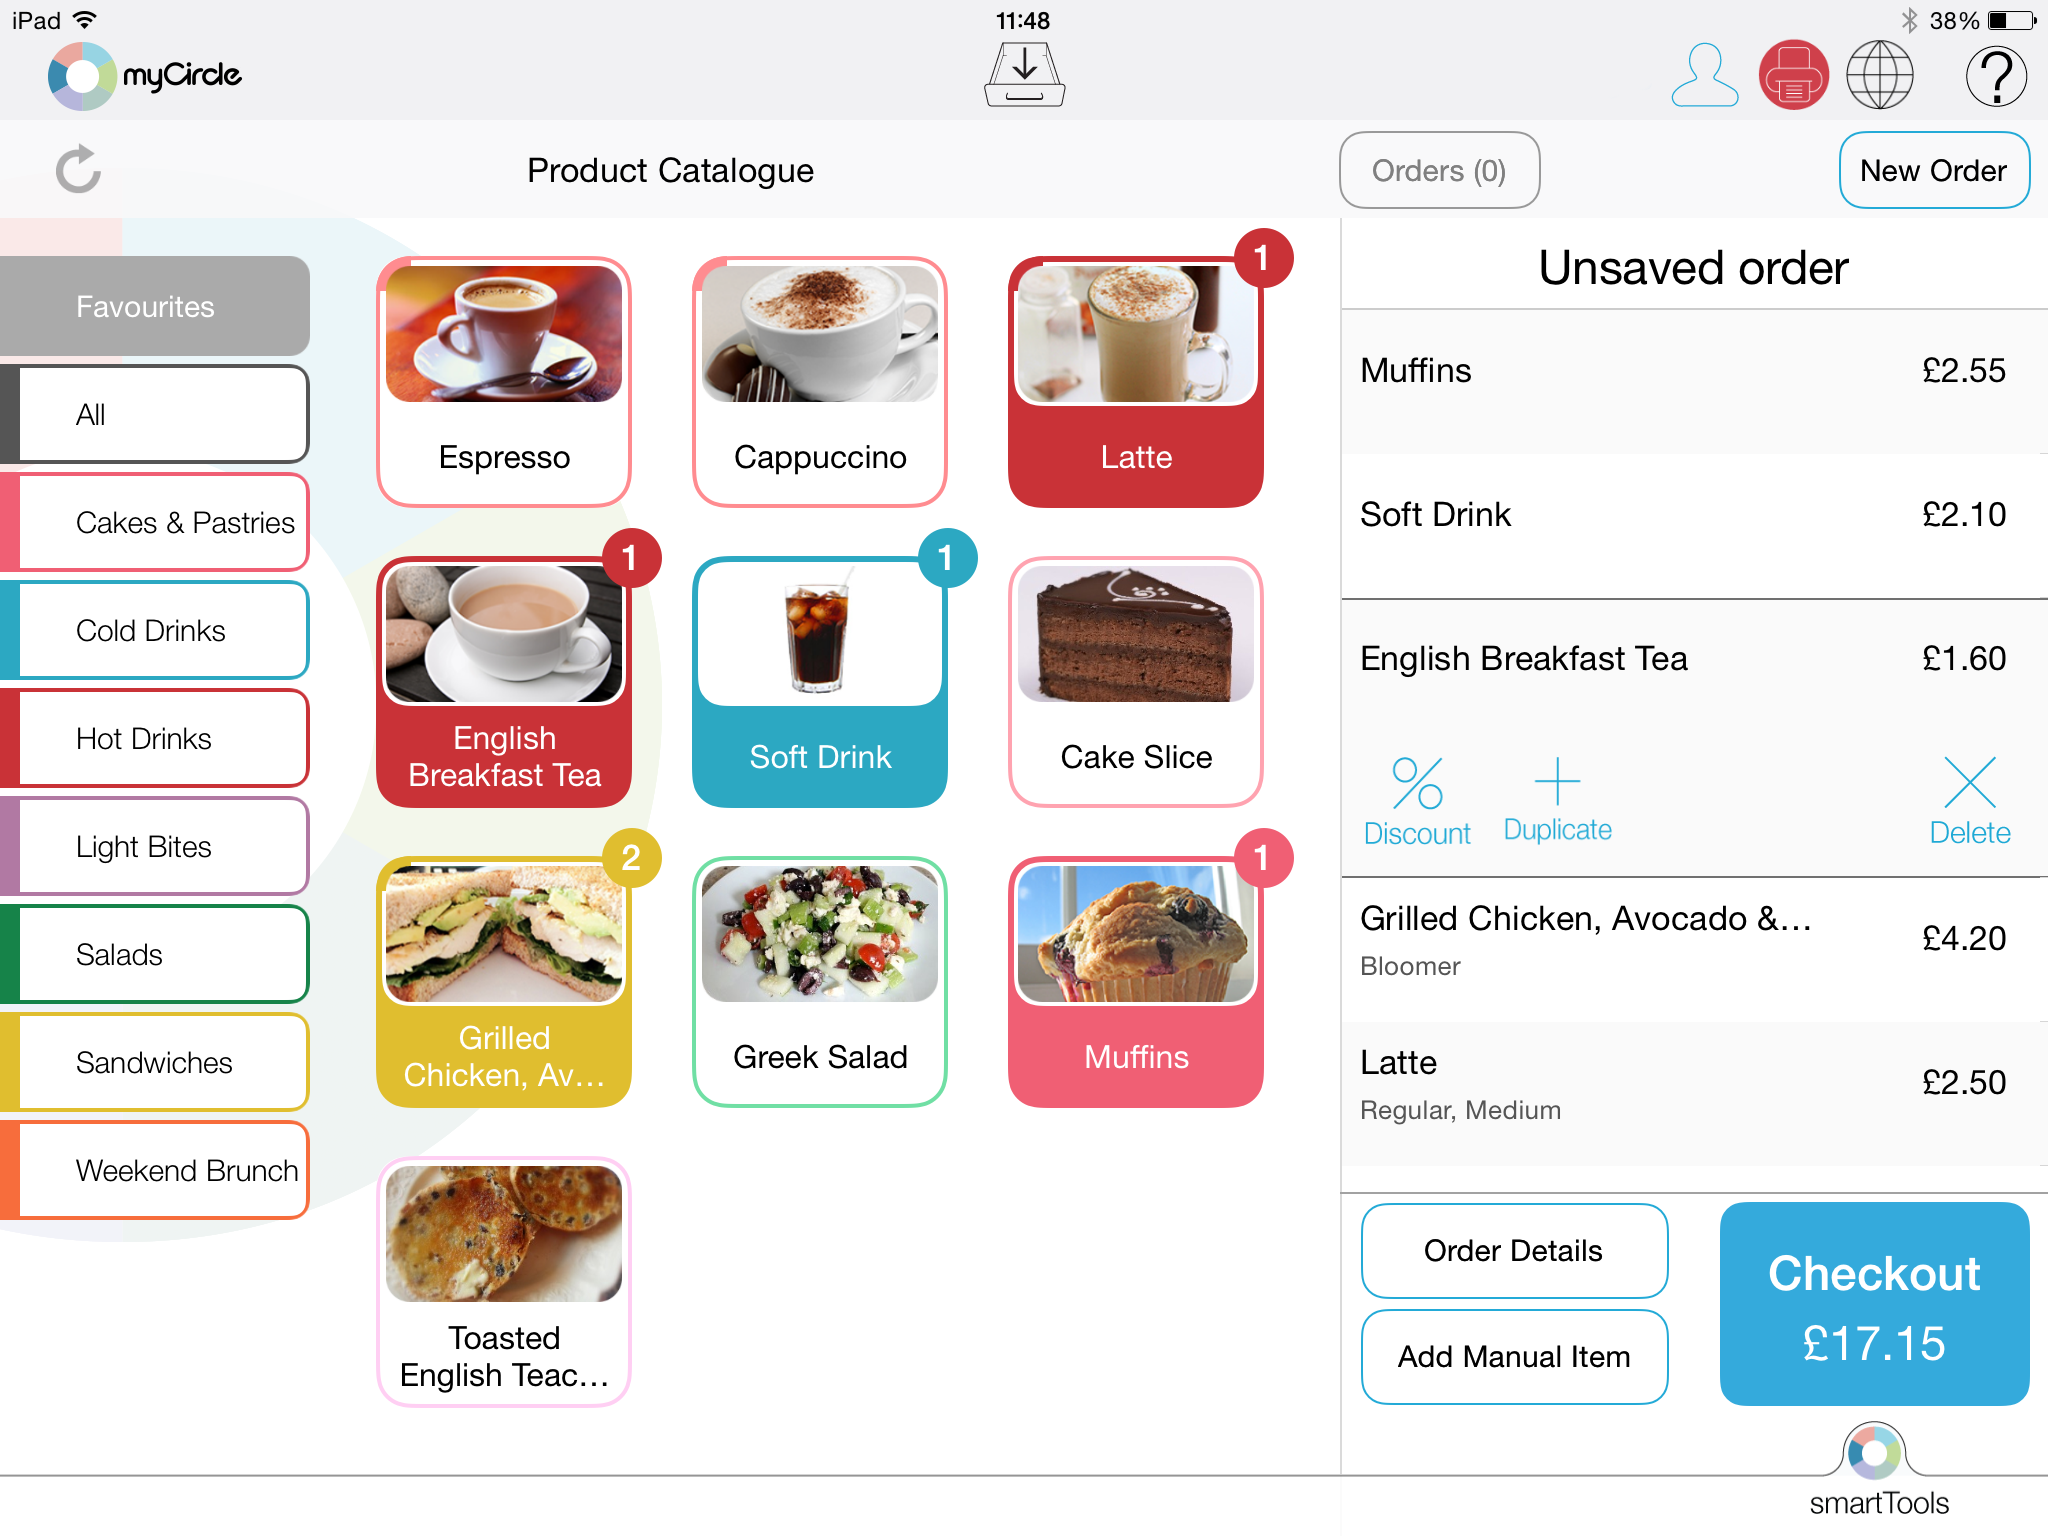 iPad
11:48
38%
myCircle
?
Product Catalogue
Orders (0)
New Order
Favourites
All
Cakes & Pastries
Cold Drinks
Hot Drinks
Light Bites
Salads
Sandwiches
Weekend Brunch
Espresso
Cappuccino
1
Latte
1
English
Breakfast Tea
1
Soft Drink
Cake Slice
2
Grilled
Chicken, Av...
Greek Salad
1
Muffins
Toasted
English Teac...
Unsaved order
Muffins £2.55
Soft Drink £2.10
English Breakfast Tea £1.60
%
Discount
Duplicate
Delete
Grilled Chicken, Avocado &... £4.20
Bloomer
Latte £2.50
Regular, Medium
Order Details
Add Manual Item
Checkout
£17.15
smartTools